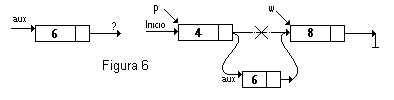 aux 6 ?
p
Inicio 4
w
8
aux 6
Figura 6